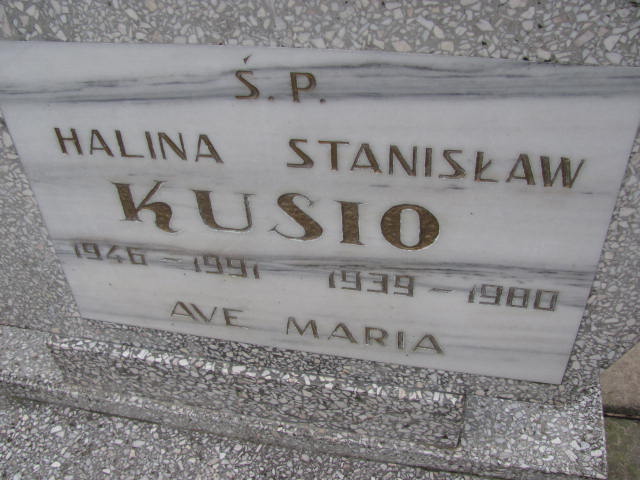 Ś.P.
HALINA STANISŁAW
KUSIO
1946 - 1991 1939 - 1980
AVE MARIA